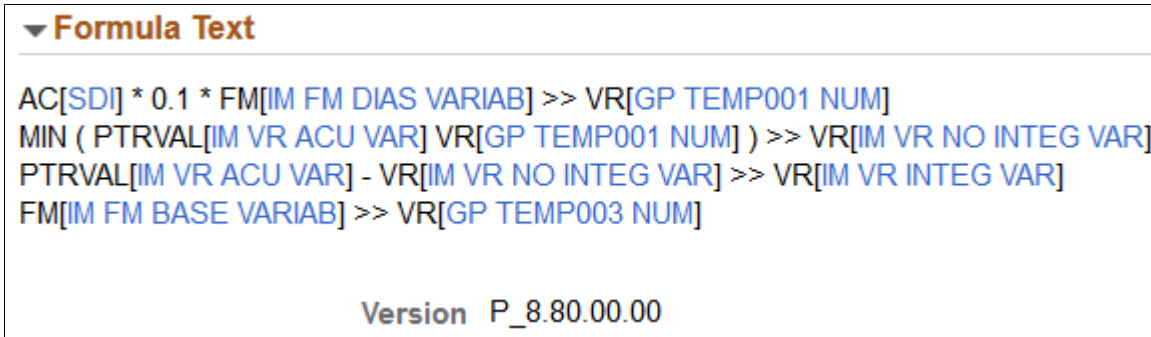 Formula Text
AC[SDI] * 0.1 * FM[IM FM DIAS VARIAB] >> VR[GP TEMP001 NUM]
MIN ( PTRVAL[IM VR ACU VAR] VR[GP TEMP001 NUM] ) >> VR[IM VR NO INTEG VAR]
PTRVAL[IM VR ACU VAR] - VR[IM VR NO INTEG VAR] >> VR[IM VR INTEG VAR]
FM[IM FM BASE VARIAB] >> VR[GP TEMP003 NUM]
Version P_8.80.00.00